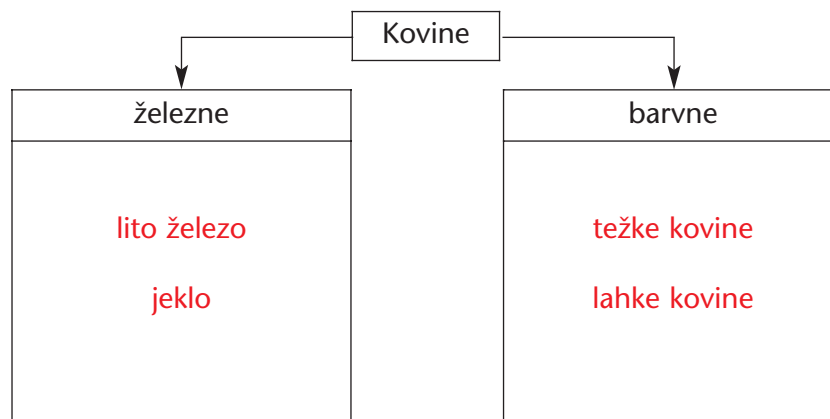 Kovine
železne
lito železo
jeklo
barvne
težke kovine
lahke kovine